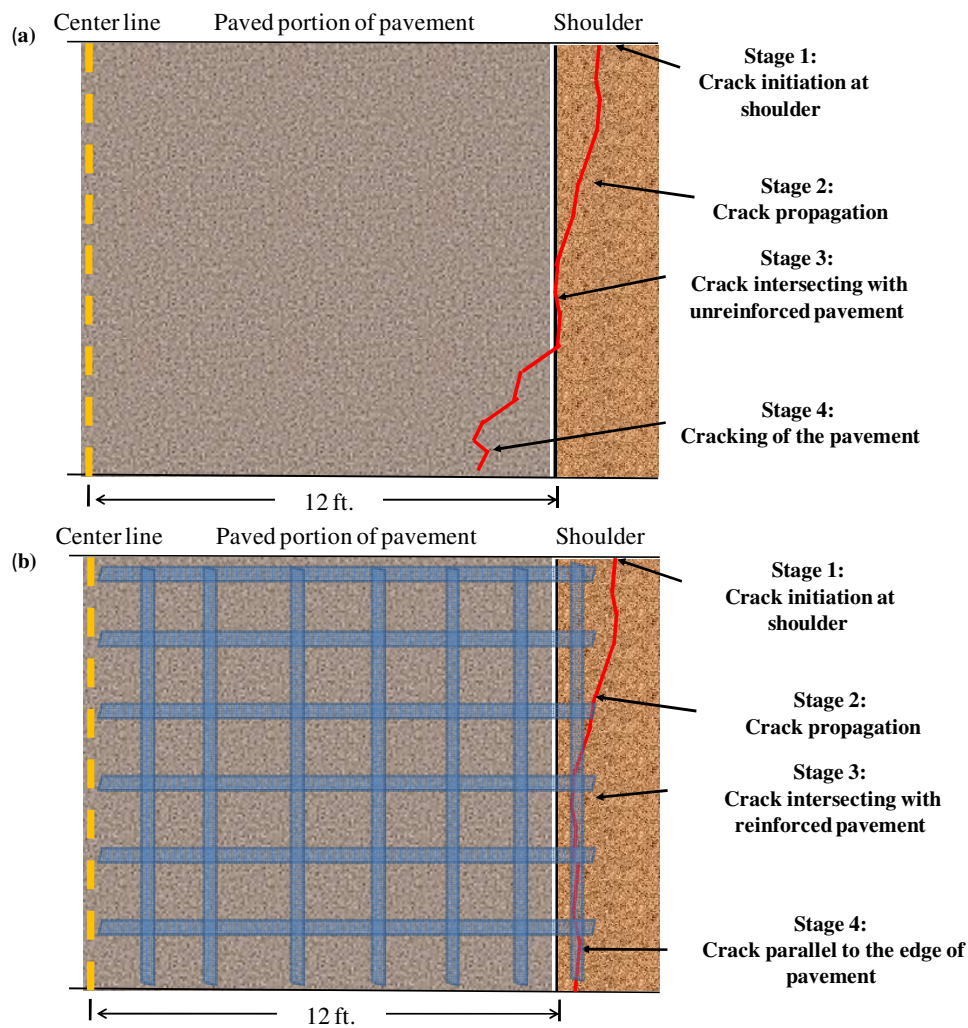 (a)
Center line
Paved portion of pavement
Shoulder
Stage 1:
Crack initiation at
shoulder
Stage 2:
Crack propagation
Stage 3:
Crack intersecting with
unreinforced pavement
Stage 4:
Cracking of the pavement
12 ft.
(b)
Center line
Paved portion of pavement
Shoulder
Stage 1:
Crack initiation at
shoulder
Stage 2:
Crack propagation
Stage 3:
Crack intersecting with
reinforced pavement
Stage 4:
Crack parallel to the edge of
pavement
12 ft.